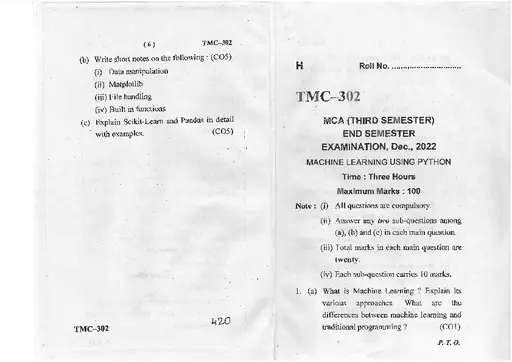 ( 6 )
TMC–302
(b) Write short notes on the following : (CO5)
(i) Data manipulation
(ii) Matplotlib
(iii) File handling
(iv) Built in functions
(c) Explain Scikit-Learn and Pandas in detail
with examples. (CO5)
TMC–302
420
H
Roll No. ..............................
TMC–302
MCA (THIRD SEMESTER)
END SEMESTER
EXAMINATION, Dec., 2022
MACHINE LEARNING USING PYTHON
Time : Three Hours
Maximum Marks : 100
Note : (i) All questions are compulsory.
(ii) Answer any two sub-questions among
(a), (b) and (c) in each main question.
(iii) Total marks in each main question are
twenty.
(iv) Each sub-question carries 10 marks.
1. (a) What is Machine Learning ? Explain its
various approaches. What are the
differences between machine learning and
traditional programming ? (CO1)
P. T. O.